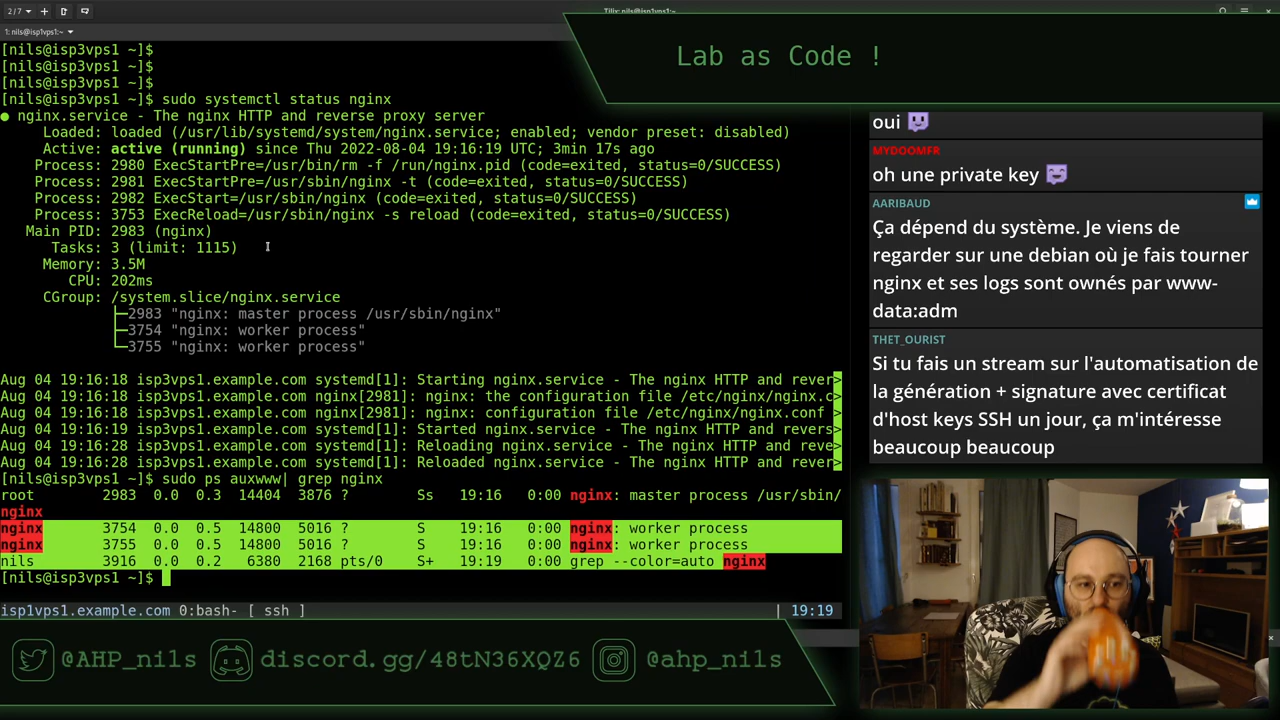 2/7
Tilix: nils@isp1vps1:~
1: nils@isp1vps1:~
[nils@isp3vps1 ~]$
[nils@isp3vps1 ~]$
[nils@isp3vps1 ~]$
[nils@isp3vps1 ~]$ sudo systemctl status nginx
● nginx.service - The nginx HTTP and reverse proxy server
Loaded: loaded (/usr/lib/systemd/system/nginx.service; enabled; vendor preset: disabled)
Active: active (running) since Thu 2022-08-04 19:16:19 UTC; 3min 17s ago
Process: 2980 ExecStartPre=/usr/bin/rm -f /run/nginx.pid (code=exited, status=0/SUCCESS)
Process: 2981 ExecStartPre=/usr/sbin/nginx -t (code=exited, status=0/SUCCESS)
Process: 2982 ExecStart=/usr/sbin/nginx (code=exited, status=0/SUCCESS)
Process: 3753 ExecReload=/usr/sbin/nginx -s reload (code=exited, status=0/SUCCESS)
Main PID: 2983 (nginx)
Tasks: 3 (limit: 1115)
Memory: 3.5M
CPU: 202ms
CGroup: /system.slice/nginx.service
├─2983 "nginx: master process /usr/sbin/nginx"
├─3754 "nginx: worker process"
└─3755 "nginx: worker process"
Aug 04 19:16:18 isp3vps1.example.com systemd[1]: Starting nginx.service - The nginx HTTP and rever>
Aug 04 19:16:18 isp3vps1.example.com nginx[2981]: nginx: the configuration file /etc/nginx/nginx.c>
Aug 04 19:16:18 isp3vps1.example.com nginx[2981]: nginx: configuration file /etc/nginx/nginx.conf >
Aug 04 19:16:19 isp3vps1.example.com systemd[1]: Started nginx.service - The nginx HTTP and revers>
Aug 04 19:16:28 isp3vps1.example.com systemd[1]: Reloading nginx.service - The nginx HTTP and reve>
Aug 04 19:16:28 isp3vps1.example.com systemd[1]: Reloaded nginx.service - The nginx HTTP and rever>
[nils@isp3vps1 ~]$ sudo ps auxwww| grep nginx
root 2983 0.0 0.3 14404 3876 ? Ss 19:16 0:00 nginx: master process /usr/sbin/
nginx
nginx 3754 0.0 0.5 14800 5016 ? S 19:16 0:00 nginx: worker process
nginx 3755 0.0 0.5 14800 5016 ? S 19:16 0:00 nginx: worker process
nils 3916 0.0 0.2 6380 2168 pts/0 S+ 19:19 0:00 grep --color=auto nginx
[nils@isp3vps1 ~]$
isp1vps1.example.com 0:bash- [ ssh ] | 19:19
Lab as Code !
oui
MYDOOMFR
oh une private key
AARIBAUD
Ça dépend du système. Je viens de
regarder sur une debian où je fais tourner
nginx et ses logs sont ownés par www-
data:adm
THET_OURIST
Si tu fais un stream sur l'automatisation de
la génération + signature avec certificat
d'host keys SSH un jour, ça m'intéresse
beaucoup beaucoup
@AHP_nils discord.gg/48tN36XQZ6 @ahp_nils